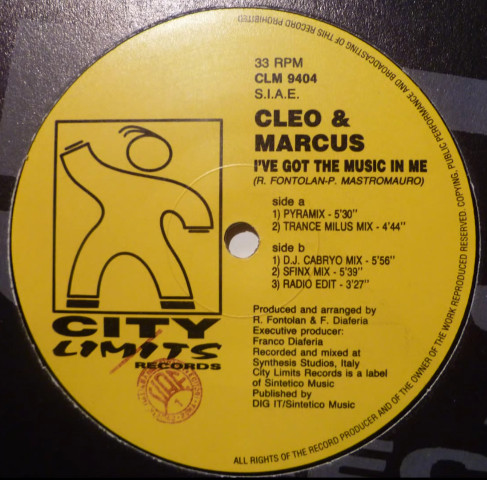 33 RPM
CLM 9404
S.I.A.E.
CLEO &
MARCUS
I'VE GOT THE MUSIC IN ME
(R. FONTOLAN-P. MASTROMAURO)
side a
1) PYRAMIX - 5'30"
2) TRANCE MILUS MIX - 4'44"
side b
1) D.J. CABRYO MIX - 5'56"
2) SFINX MIX - 5'39"
3) RADIO EDIT - 3'27"
Produced and arranged by
R. Fontolan & F. Diaferia
Executive producer:
Franco Diaferia
Recorded and mixed at
Synthesis Studios, Italy
City Limits Records is a label
of Sintetico Music
Published by
DIG IT/Sintetico Music
CITY
LIMITS
RECORDS
ALL RIGHTS OF THE RECORD PRODUCER AND OF THE OWNER OF THE WORK REPRODUCED RESERVED. COPYING, PUBLIC PERFORMANCE AND BROADCASTING OF THIS RECORD PROHIBITED